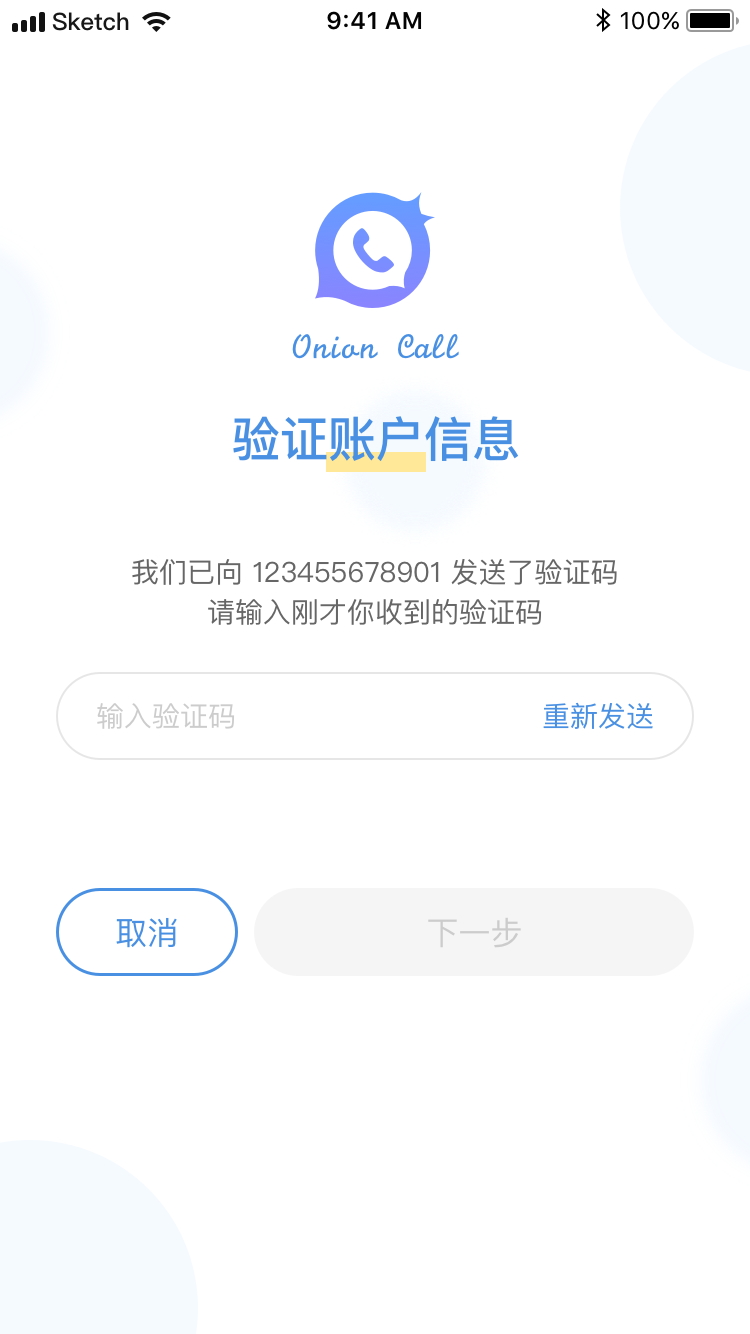 Sketch 9:41 AM 100%
Onion Call
验证账户信息
我们已向 123455678901 发送了验证码
请输入刚才你收到的验证码
输入验证码 重新发送
取消 下一步